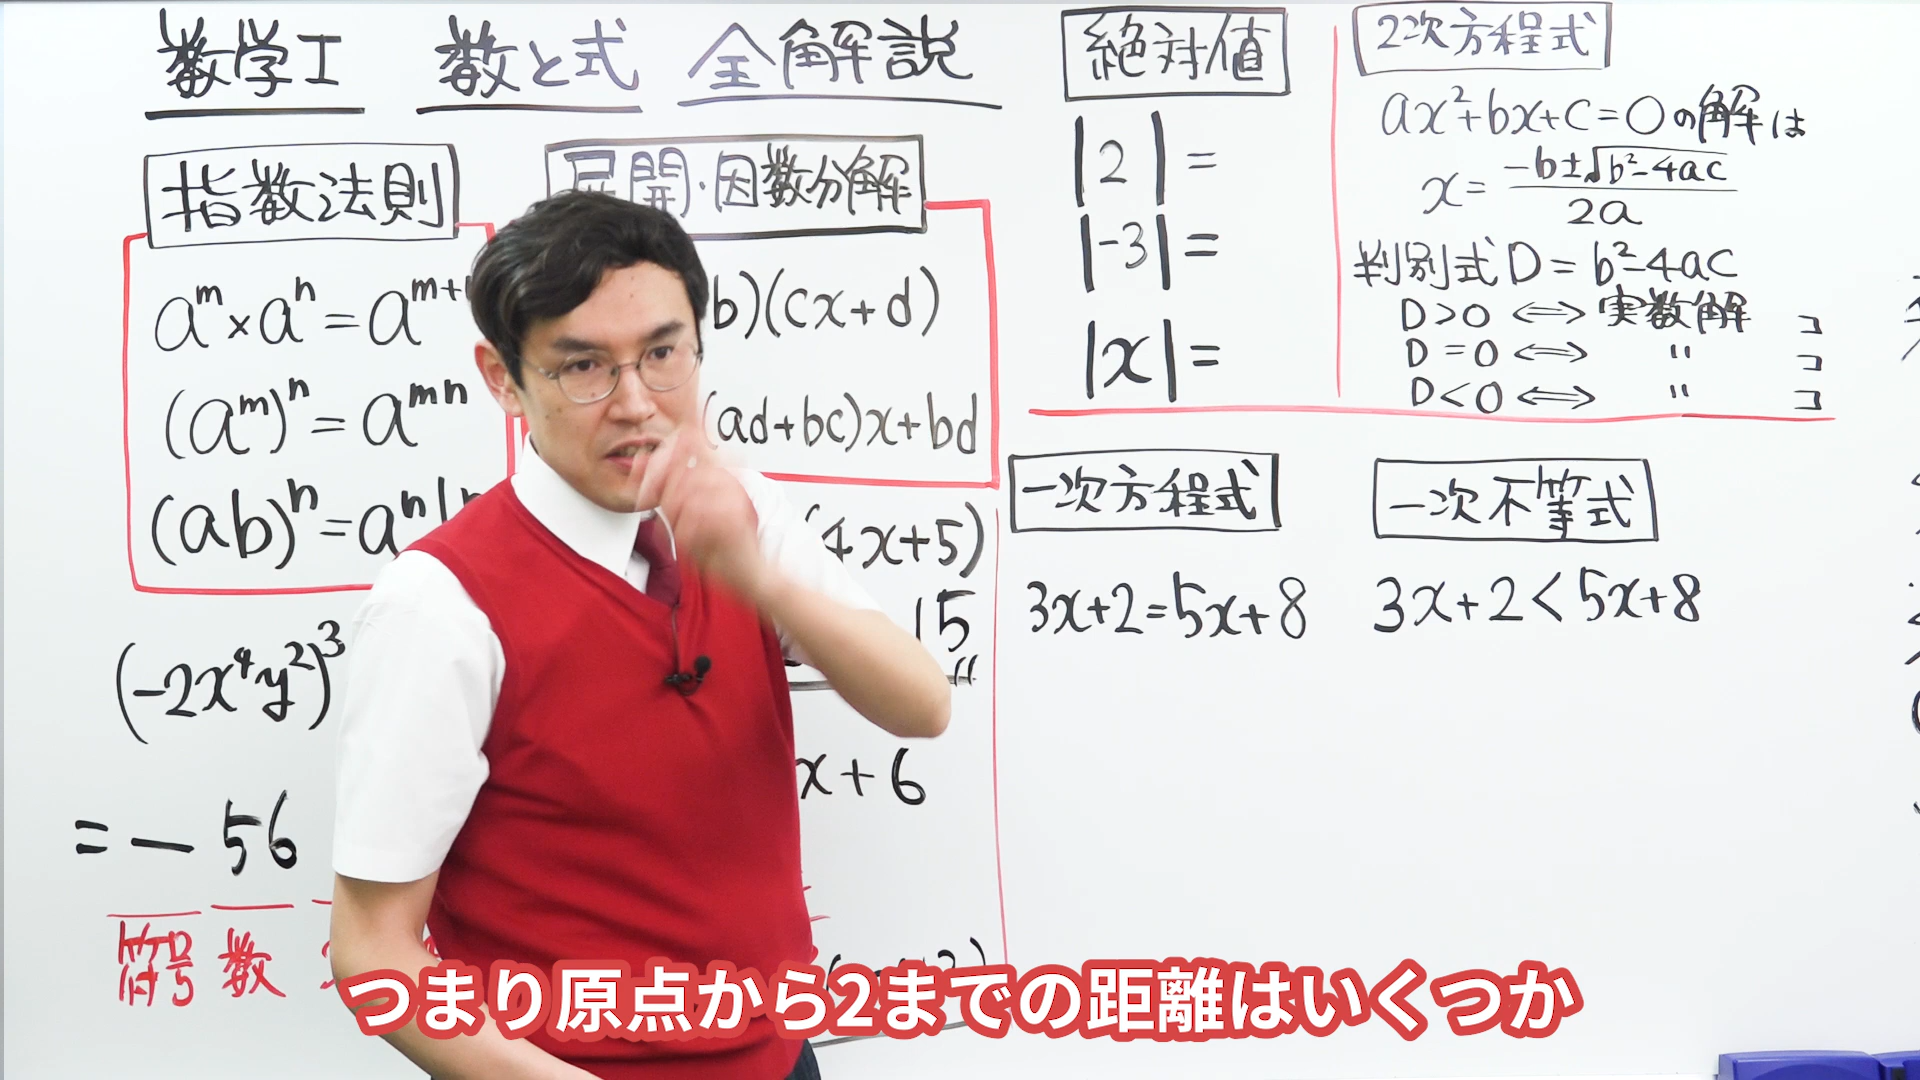 数学I 数と式 全解説
指数法則
a^m×a^n=a^m+
(a^m)^n=a^mn
(ab)^n=a^n
(-2x⁴y²)³
=-56
符号 数
展開・因数分解
b)(cx+d)
(ad+bc)x+bd
(4x+5)
15
x+6
絶対値
|2|=
|-3|=
|x|=
2次方程式
ax²+bx+c=0の解は
x=(-b±√(b²-4ac))/2a
判別式D=b²-4ac
D>0 ⇔ 実数解 コ
D=0 ⇔ 〃 コ
D<0 ⇔ 〃 コ
一次方程式
3x+2=5x+8
一次不等式
3x+2<5x+8
つまり原点から2までの距離はいくつか